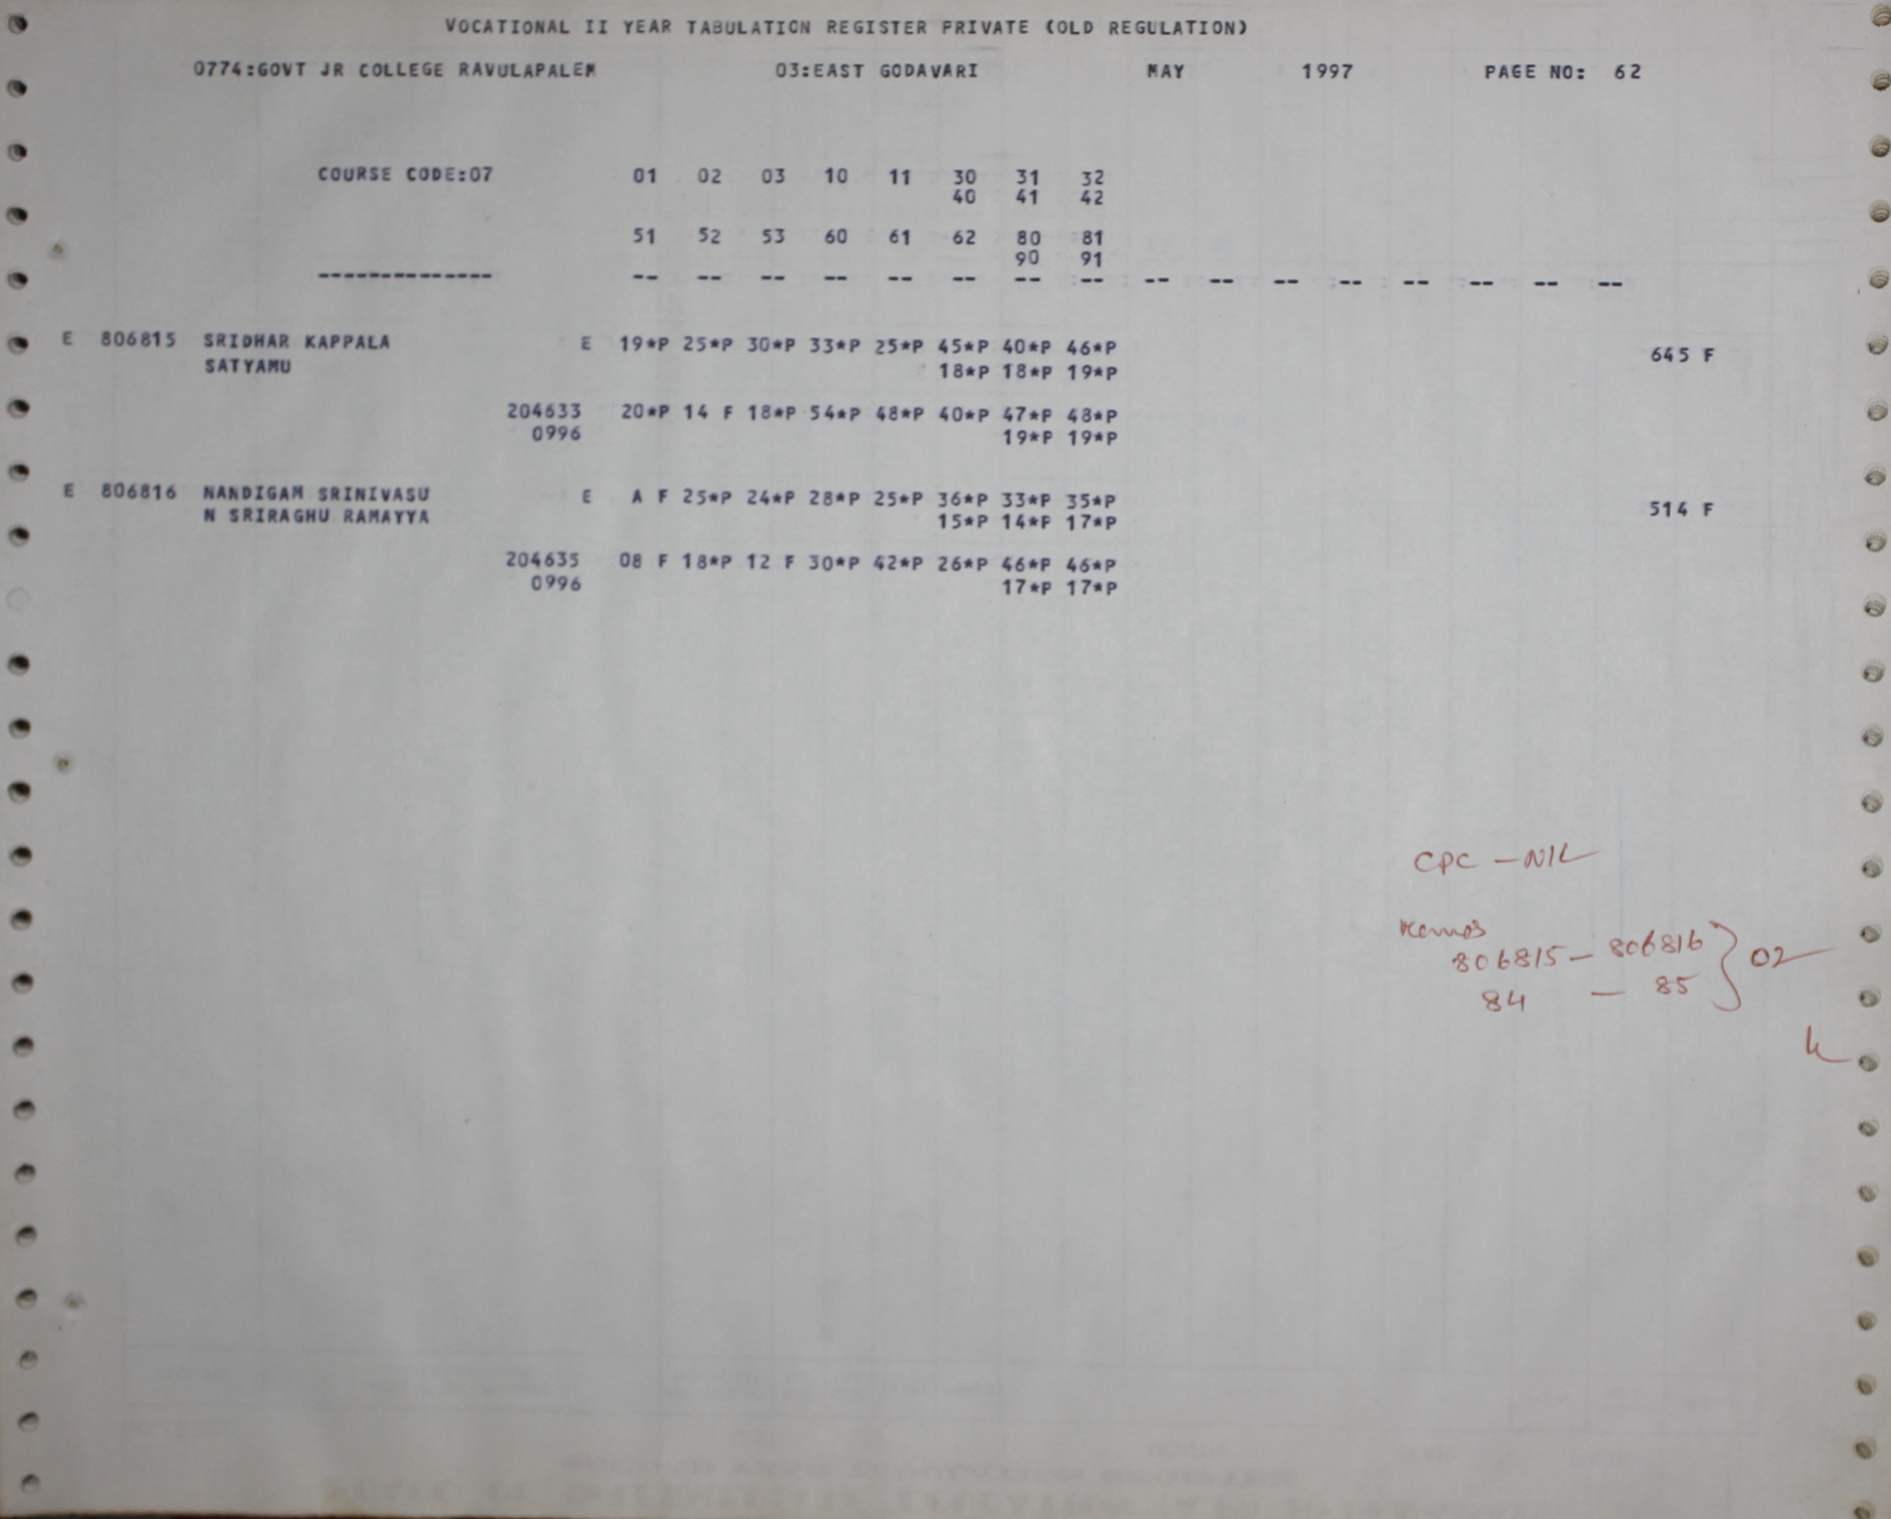 VOCATIONAL II YEAR TABULATION REGISTER PRIVATE (OLD REGULATION)
0774:GOVT JR COLLEGE RAVULAPALEM 03:EAST GODAVARI MAY 1997 PAGE NO: 62
COURSE CODE:07 01 02 03 10 11 30 31 32
40 41 42
51 52 53 60 61 62 80 81
90 91
-------------- -- -- -- -- -- -- -- -- -- -- -- -- -- -- -- --
E 806815 SRIDHAR KAPPALA E 19*P 25*P 30*P 33*P 25*P 45*P 40*P 46*P 645 F
SATYAMU 18*P 18*P 19*P
204633 20*P 14 F 18*P 54*P 48*P 40*P 47*P 48*P
0996 19*P 19*P
E 806816 NANDIGAM SRINIVASU E A F 25*P 24*P 28*P 25*P 36*P 33*P 35*P 514 F
N SRIRAGHU RAMAYYA 15*P 14*P 17*P
204635 08 F 18*P 12 F 30*P 42*P 26*P 46*P 46*P
0996 17*P 17*P
CPC - NIL
806815 - 806816 } 02
84 - 85